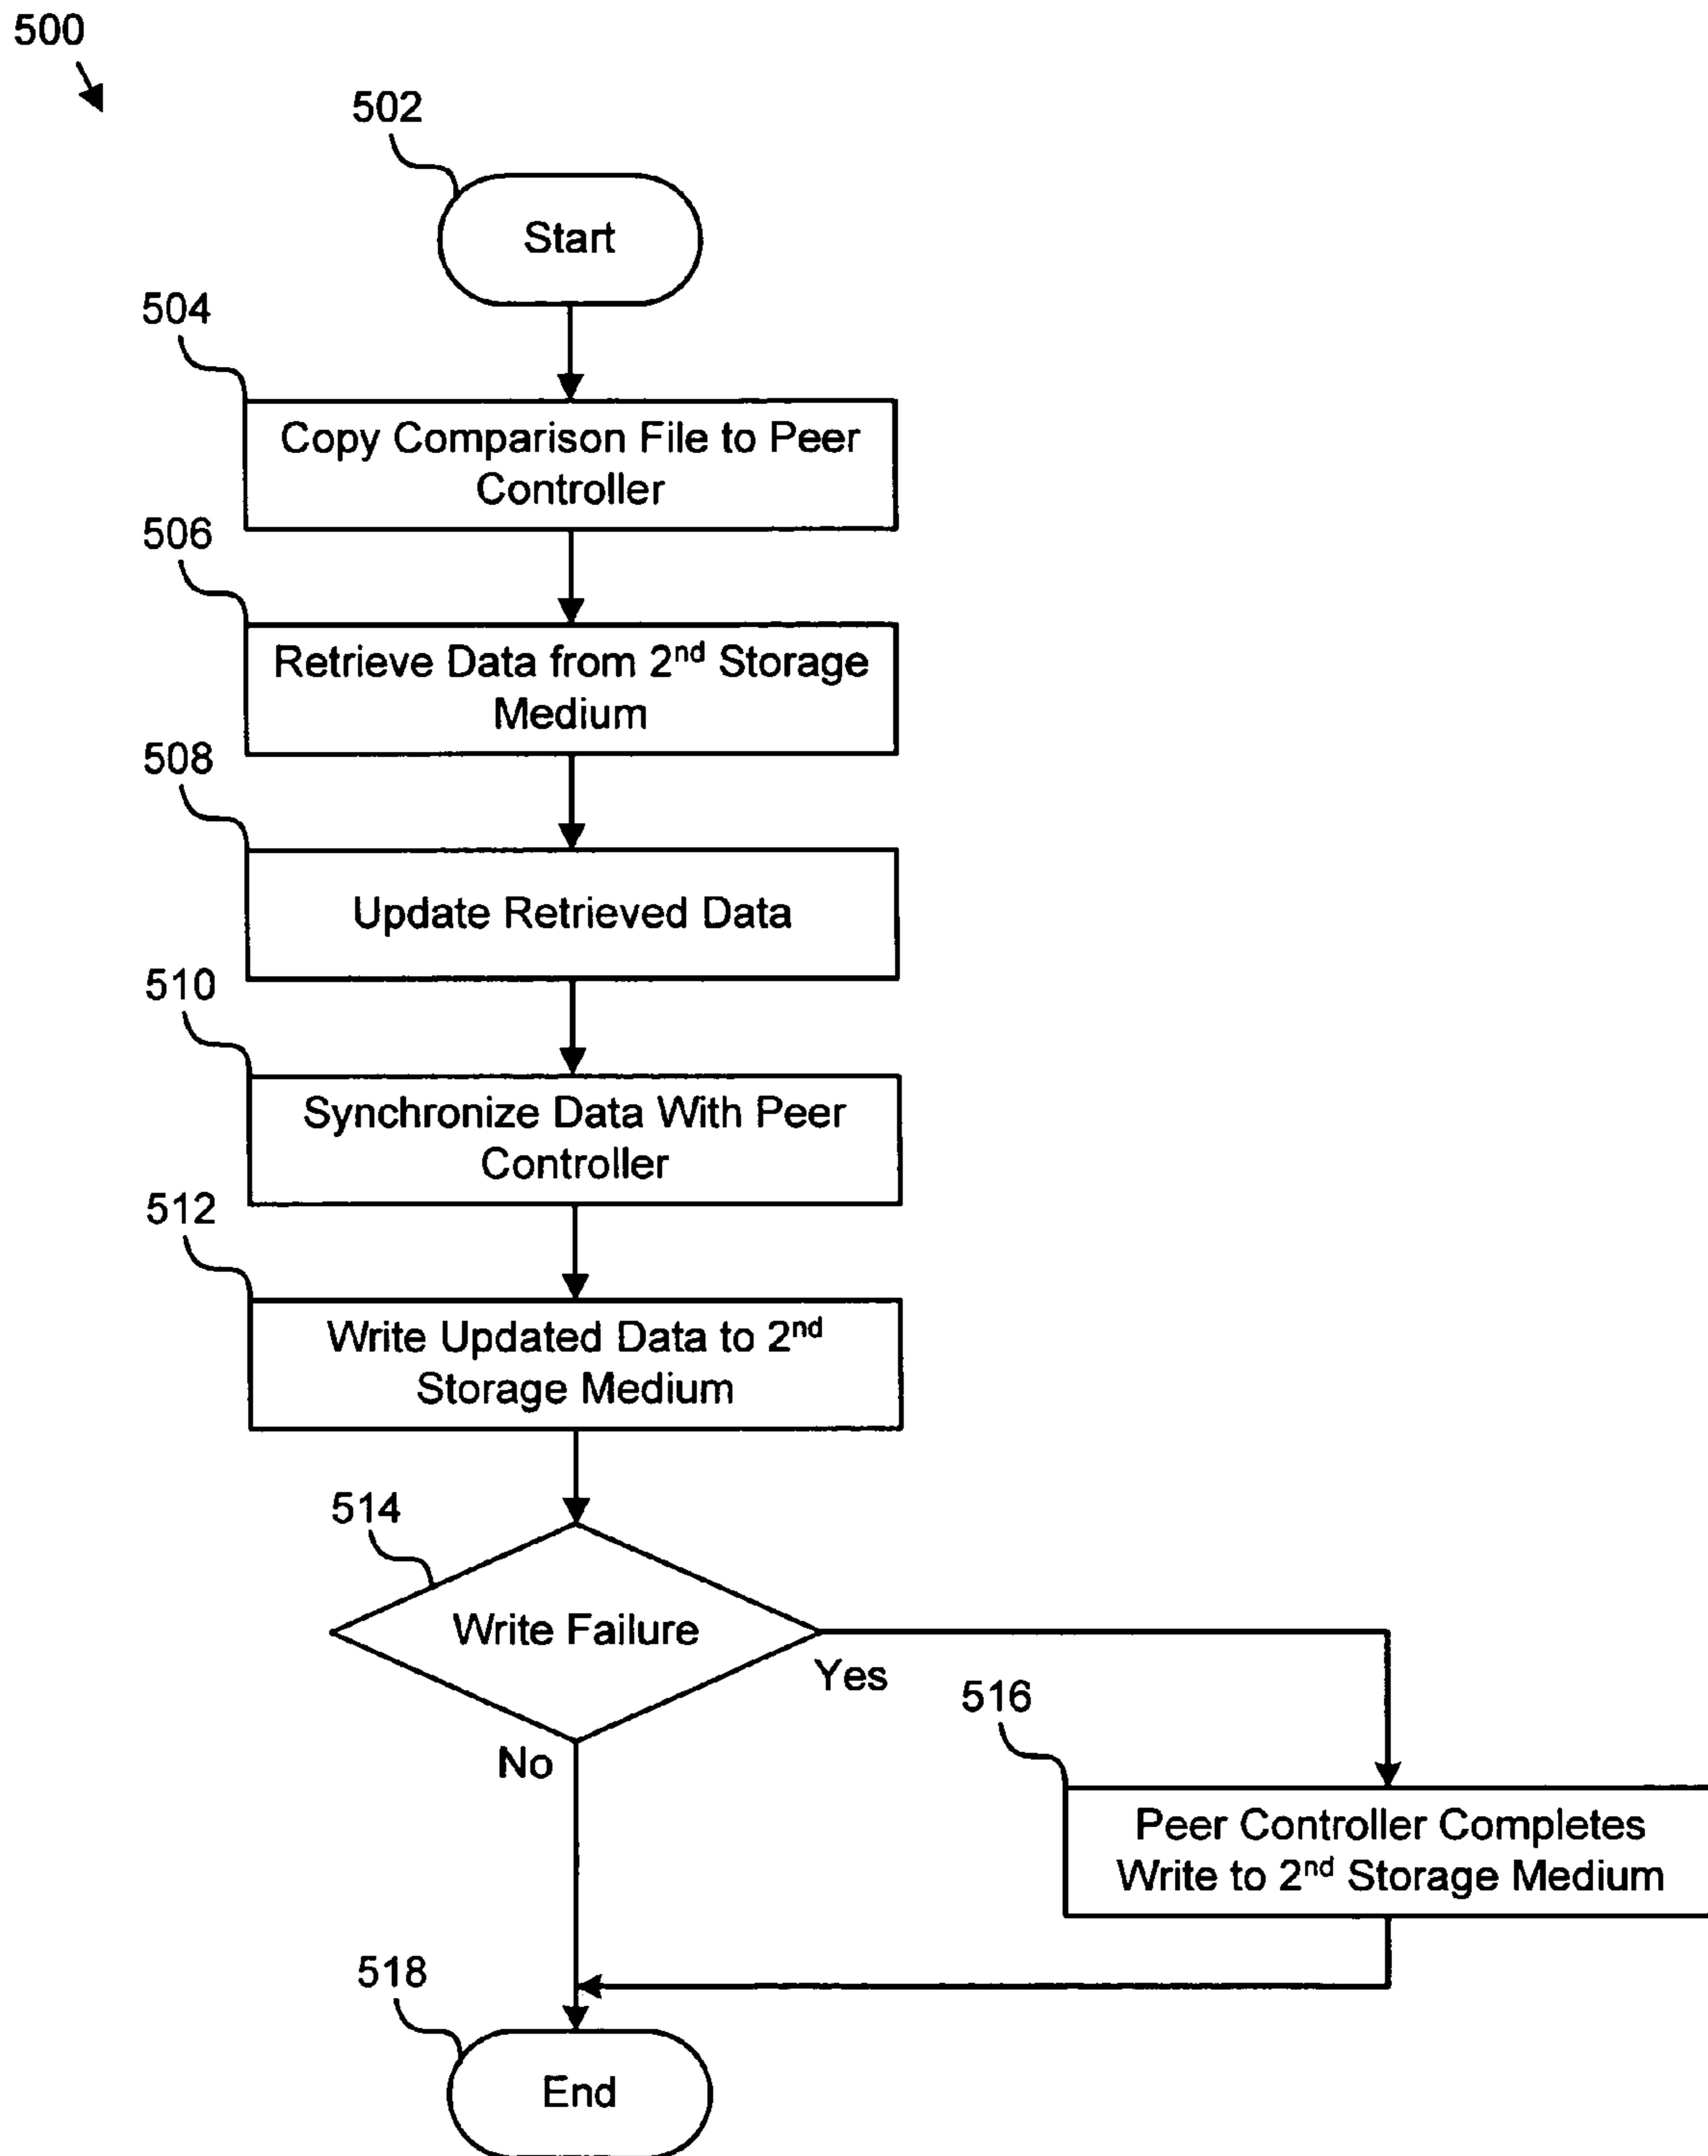 500
502
Start
504
Copy Comparison File to Peer
Controller
506
Retrieve Data from 2nd Storage
Medium
508
Update Retrieved Data
510
Synchronize Data With Peer
Controller
512
Write Updated Data to 2nd
Storage Medium
514
Write Failure
Yes
No
516
Peer Controller Completes
Write to 2nd Storage Medium
518
End